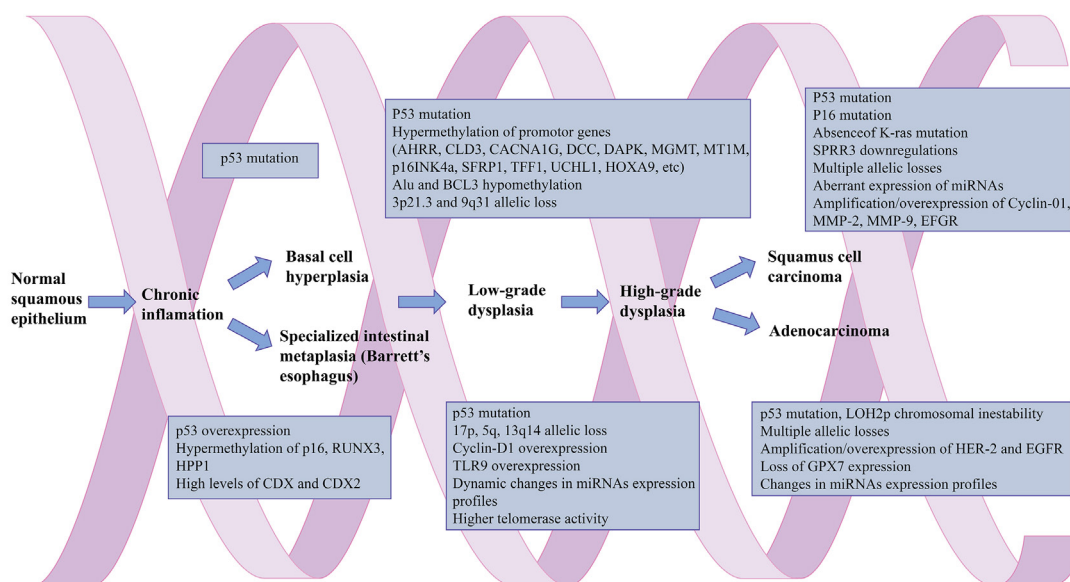 p53 mutation
P53 mutation
Hypermethylation of promotor genes
(AHRR, CLD3, CACNA1G, DCC, DAPK, MGMT, MT1M,
p16INK4a, SFRP1, TFF1, UCHL1, HOXA9, etc)
Alu and BCL3 hypomethylation
3p21.3 and 9q31 allelic loss
P53 mutation
P16 mutation
Absenceof K-ras mutation
SPRR3 downregulations
Multiple allelic losses
Aberrant expression of miRNAs
Amplification/overexpression of Cyclin-01,
MMP-2, MMP-9, EFGR
Normal
squamous
epithelium
Chronic
inflamation
Basal cell
hyperplasia
Specialized intestinal
metaplasia (Barrett's
esophagus)
Low-grade
dysplasia
High-grade
dysplasia
Squamus cell
carcinoma
Adenocarcinoma
p53 overexpression
Hypermethylation of p16, RUNX3,
HPP1
High levels of CDX and CDX2
p53 mutation
17p, 5q, 13q14 allelic loss
Cyclin-D1 overexpression
TLR9 overexpression
Dynamic changes in miRNAs expression
profiles
Higher telomerase activity
p53 mutation, LOH2p chromosomal inestability
Multiple allelic losses
Amplification/overexpression of HER-2 and EGFR
Loss of GPX7 expression
Changes in miRNAs expression profiles